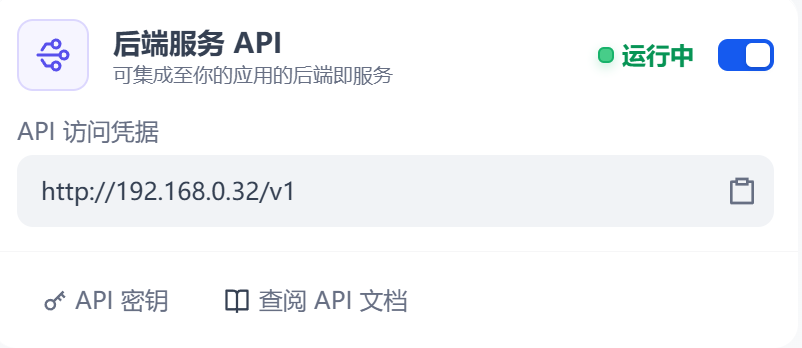 后端服务 API
可集成至你的应用的后端即服务
运行中
API 访问凭据
http://192.168.0.32/v1
API 密钥
查阅 API 文档